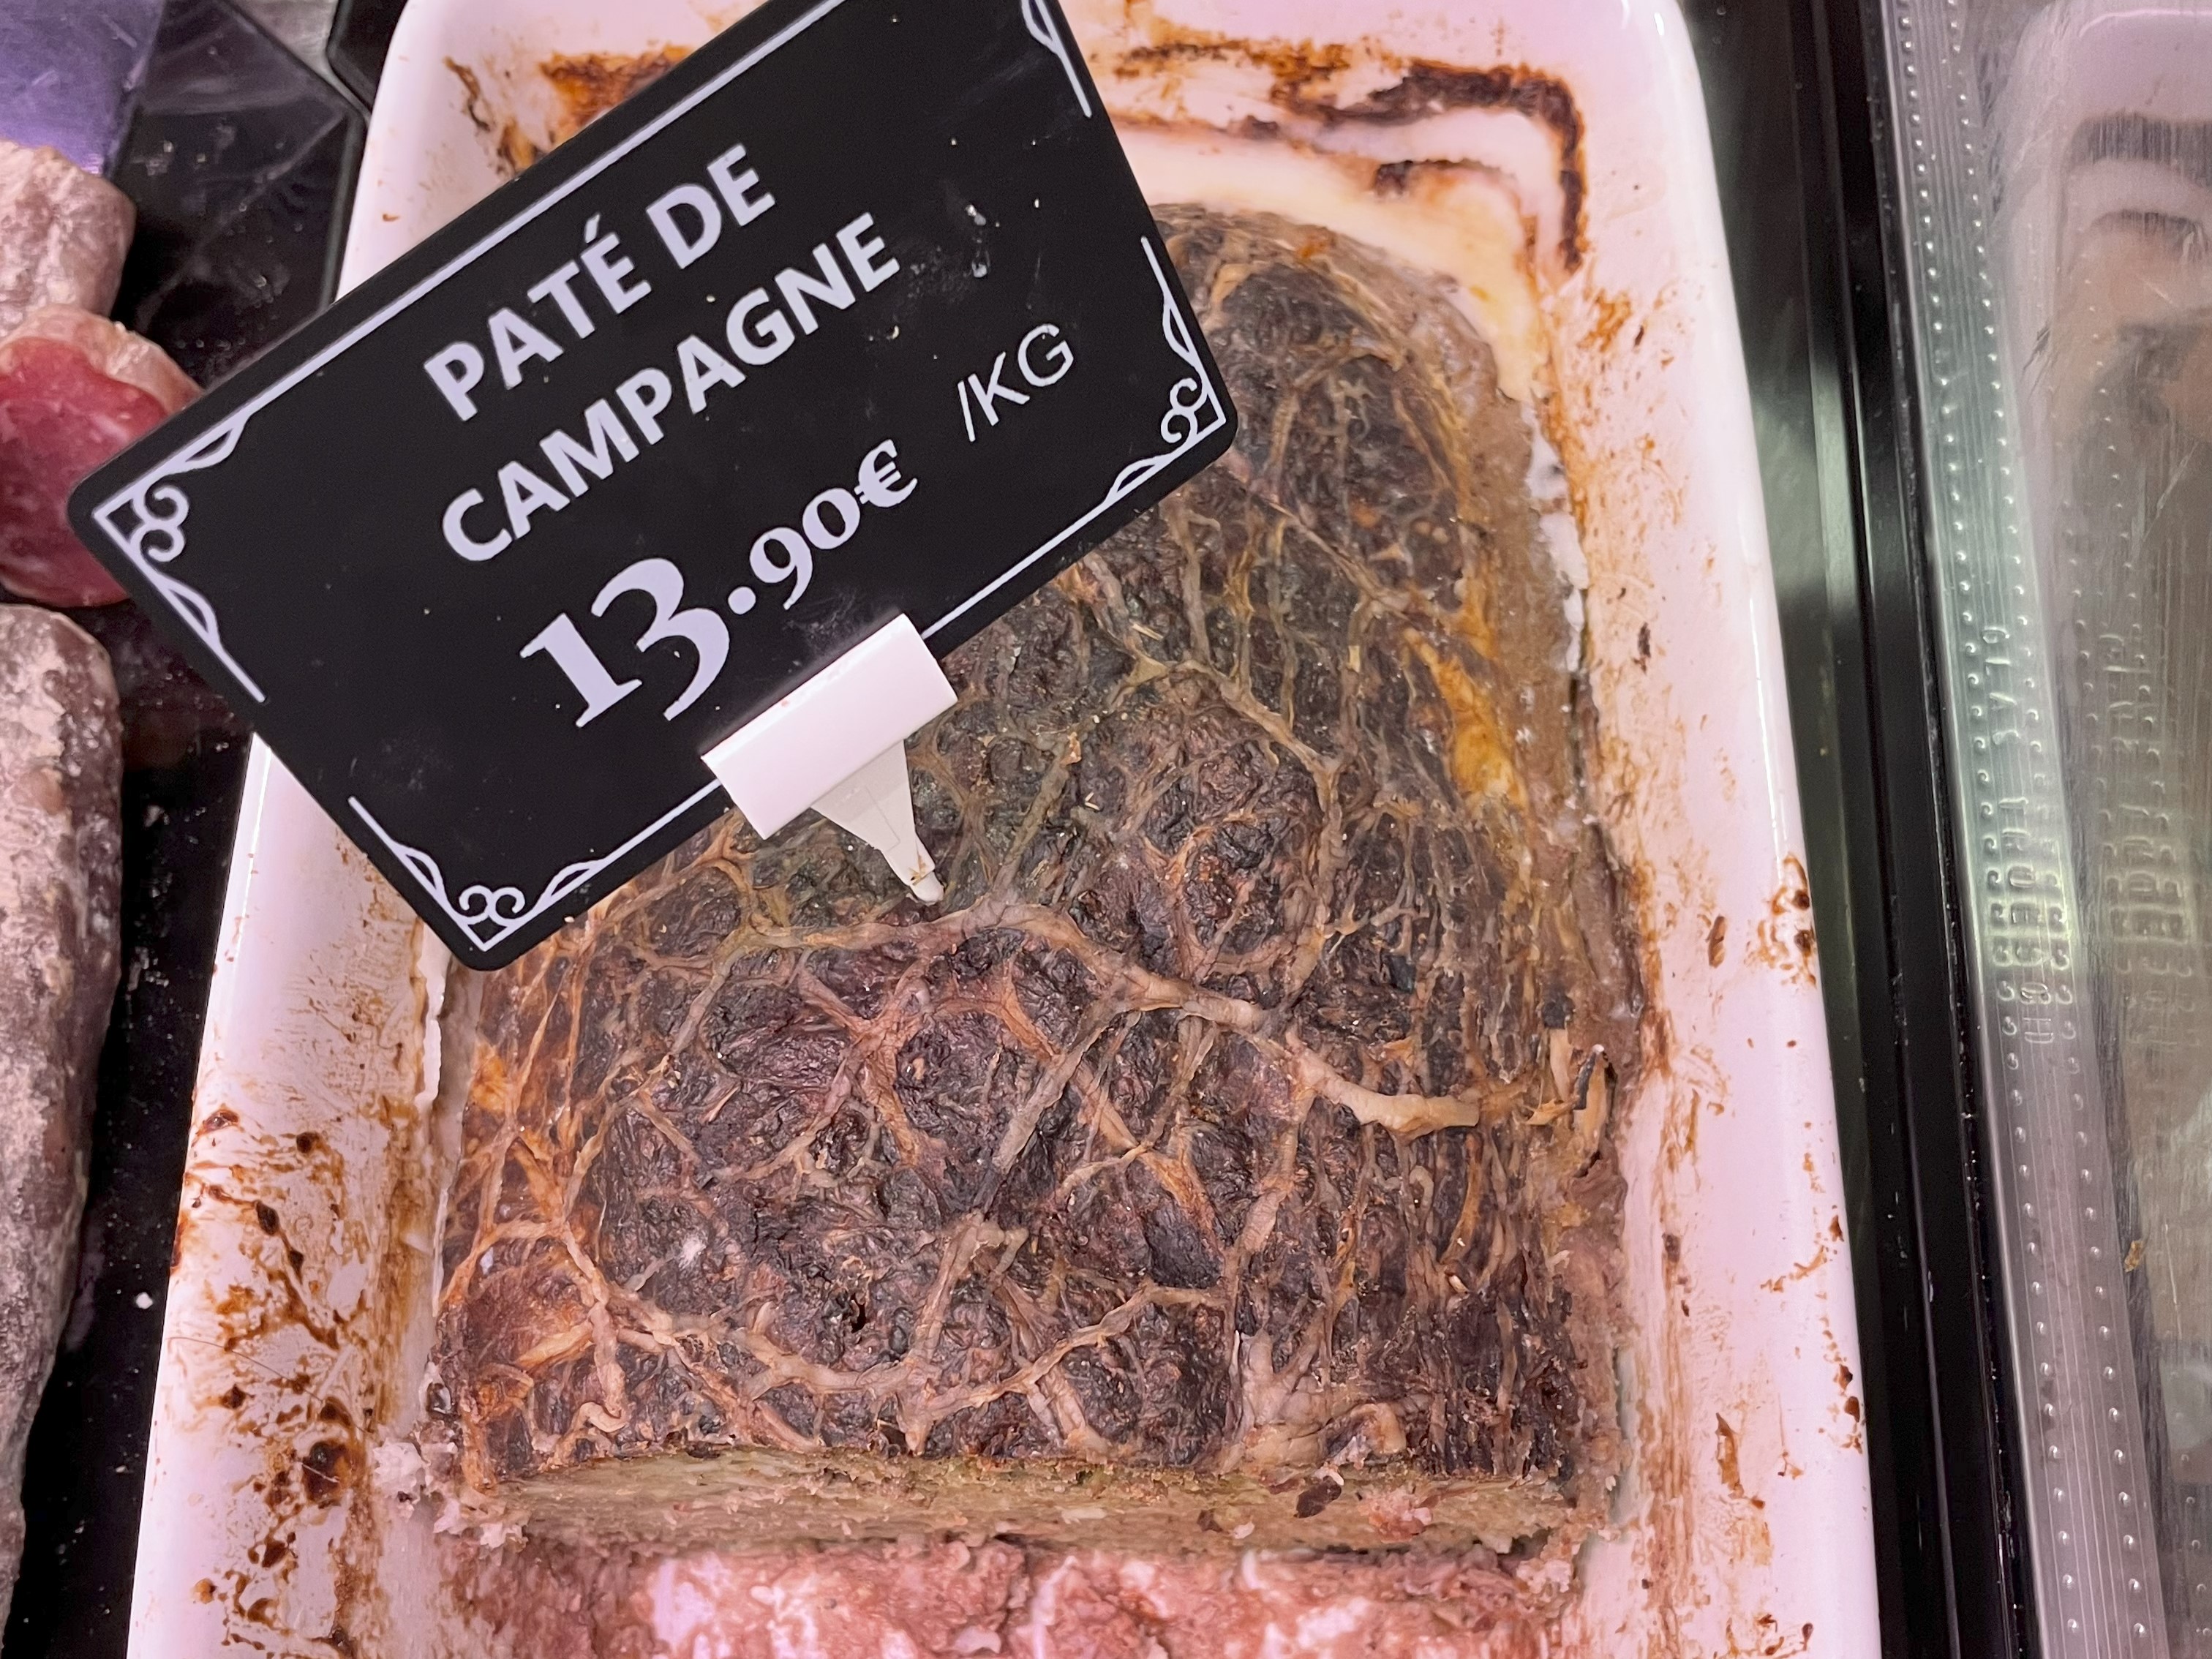 PATÉ DE
CAMPAGNE
13.90€ /KG